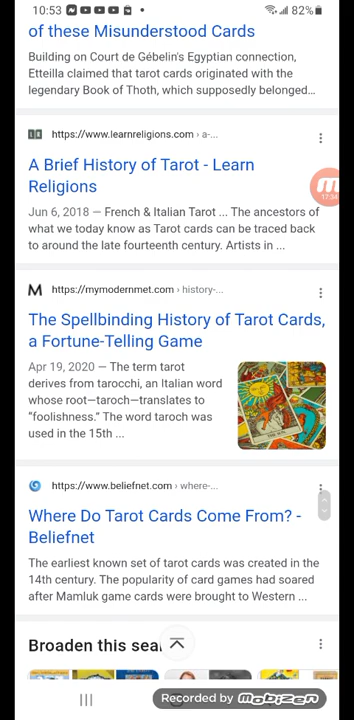 10:53 82%
of these Misunderstood Cards
Building on Court de Gébelin's Egyptian connection,
Etteilla claimed that tarot cards originated with the
legendary Book of Thoth, which supposedly belonged...
https://www.learnreligions.com › a-...
A Brief History of Tarot - Learn
Religions
17:54
Jun 6, 2018 — French & Italian Tarot ... The ancestors of
what we today know as Tarot cards can be traced back
to around the late fourteenth century. Artists in ...
M https://mymodernmet.com › history-...
The Spellbinding History of Tarot Cards,
a Fortune-Telling Game
Apr 19, 2020 — The term tarot
derives from tarocchi, an Italian word
whose root—taroch—translates to
"foolishness." The word taroch was
used in the 15th ...
https://www.beliefnet.com › where-...
Where Do Tarot Cards Come From? -
Beliefnet
The earliest known set of tarot cards was created in the
14th century. The popularity of card games had soared
after Mamluk game cards were brought to Western ...
Broaden this sea
Recorded by mobizen